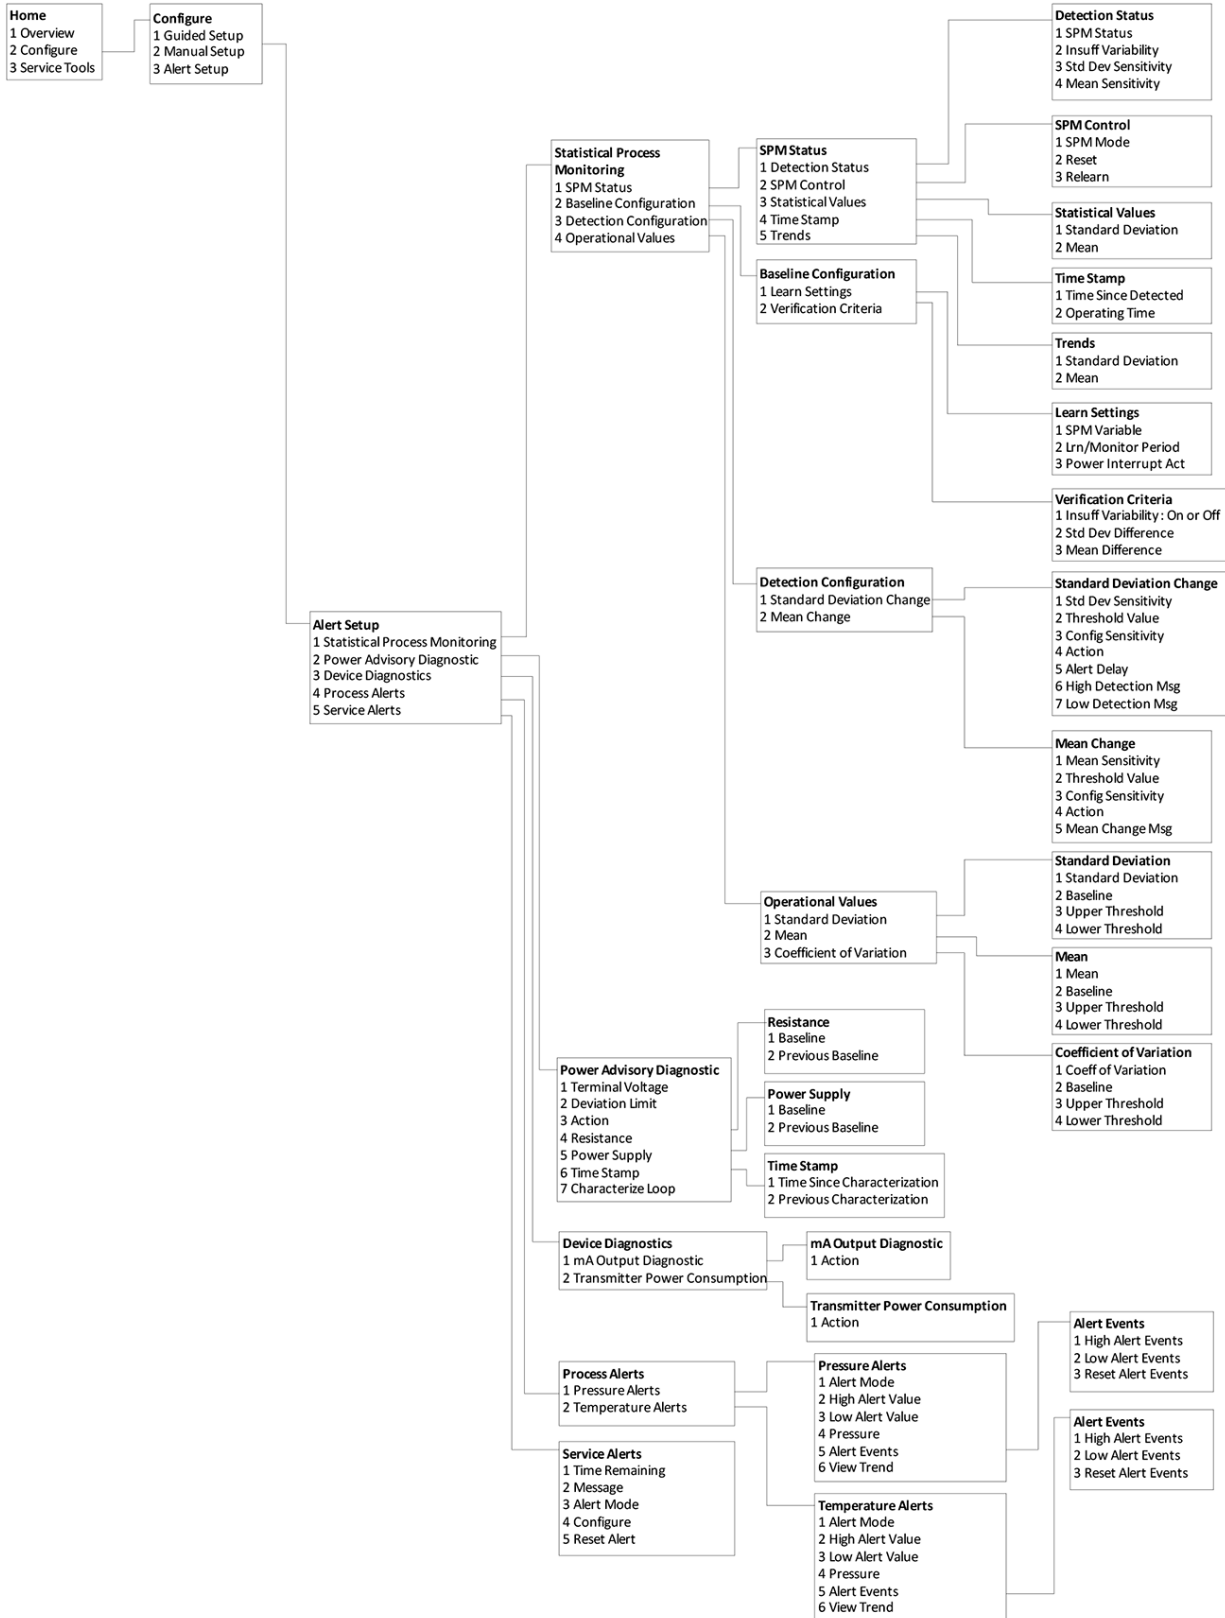 Home
1 Overview
2 Configure
3 Service Tools
Configure
1 Guided Setup
2 Manual Setup
3 Alert Setup
Alert Setup
1 Statistical Process Monitoring
2 Power Advisory Diagnostic
3 Device Diagnostics
4 Process Alerts
5 Service Alerts
Statistical Process
Monitoring
1 SPM Status
2 Baseline Configuration
3 Detection Configuration
4 Operational Values
SPM Status
1 Detection Status
2 SPM Control
3 Statistical Values
4 Time Stamp
5 Trends
Detection Status
1 SPM Status
2 Insuff Variability
3 Std Dev Sensitivity
4 Mean Sensitivity
SPM Control
1 SPM Mode
2 Reset
3 Relearn
Statistical Values
1 Standard Deviation
2 Mean
Time Stamp
1 Time Since Detected
2 Operating Time
Trends
1 Standard Deviation
2 Mean
Baseline Configuration
1 Learn Settings
2 Verification Criteria
Learn Settings
1 SPM Variable
2 Lrn/Monitor Period
3 Power Interrupt Act
Verification Criteria
1 Insuff Variability : On or Off
2 Std Dev Difference
3 Mean Difference
Detection Configuration
1 Standard Deviation Change
2 Mean Change
Standard Deviation Change
1 Std Dev Sensitivity
2 Threshold Value
3 Config Sensitivity
4 Action
5 Alert Delay
6 High Detection Msg
7 Low Detection Msg
Mean Change
1 Mean Sensitivity
2 Threshold Value
3 Config Sensitivity
4 Action
5 Mean Change Msg
Operational Values
1 Standard Deviation
2 Mean
3 Coefficient of Variation
Standard Deviation
1 Standard Deviation
2 Baseline
3 Upper Threshold
4 Lower Threshold
Mean
1 Mean
2 Baseline
3 Upper Threshold
4 Lower Threshold
Coefficient of Variation
1 Coeff of Variation
2 Baseline
3 Upper Threshold
4 Lower Threshold
Power Advisory Diagnostic
1 Terminal Voltage
2 Deviation Limit
3 Action
4 Resistance
5 Power Supply
6 Time Stamp
7 Characterize Loop
Resistance
1 Baseline
2 Previous Baseline
Power Supply
1 Baseline
2 Previous Baseline
Time Stamp
1 Time Since Characterization
2 Previous Characterization
Device Diagnostics
1 mA Output Diagnostic
2 Transmitter Power Consumption
mA Output Diagnostic
1 Action
Transmitter Power Consumption
1 Action
Process Alerts
1 Pressure Alerts
2 Temperature Alerts
Pressure Alerts
1 Alert Mode
2 High Alert Value
3 Low Alert Value
4 Pressure
5 Alert Events
6 View Trend
Alert Events
1 High Alert Events
2 Low Alert Events
3 Reset Alert Events
Temperature Alerts
1 Alert Mode
2 High Alert Value
3 Low Alert Value
4 Pressure
5 Alert Events
6 View Trend
Alert Events
1 High Alert Events
2 Low Alert Events
3 Reset Alert Events
Service Alerts
1 Time Remaining
2 Message
3 Alert Mode
4 Configure
5 Reset Alert